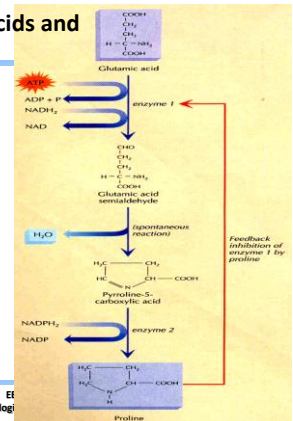 cids and
COOH
CH₂
CH₂
H-C-NH₂
COOH
Glutamic acid
ATP
ADP + P
enzyme 1
NADH₂
NAD
CHO
CH₂
CH₂
H-C-NH₂
COOH
Glutamic acid
semialdehyde
H₂O
(spontaneous
reaction)
Feedback
inhibition of
enzyme 1 by
proline
H₂C CH₂
HC CH COOH
N
Pyrroline-5-
carboxylic acid
NADPH₂
enzyme 2
NADP
H₂C CH₂
H₂C CH COOH
N
H
Proline
EB
logi